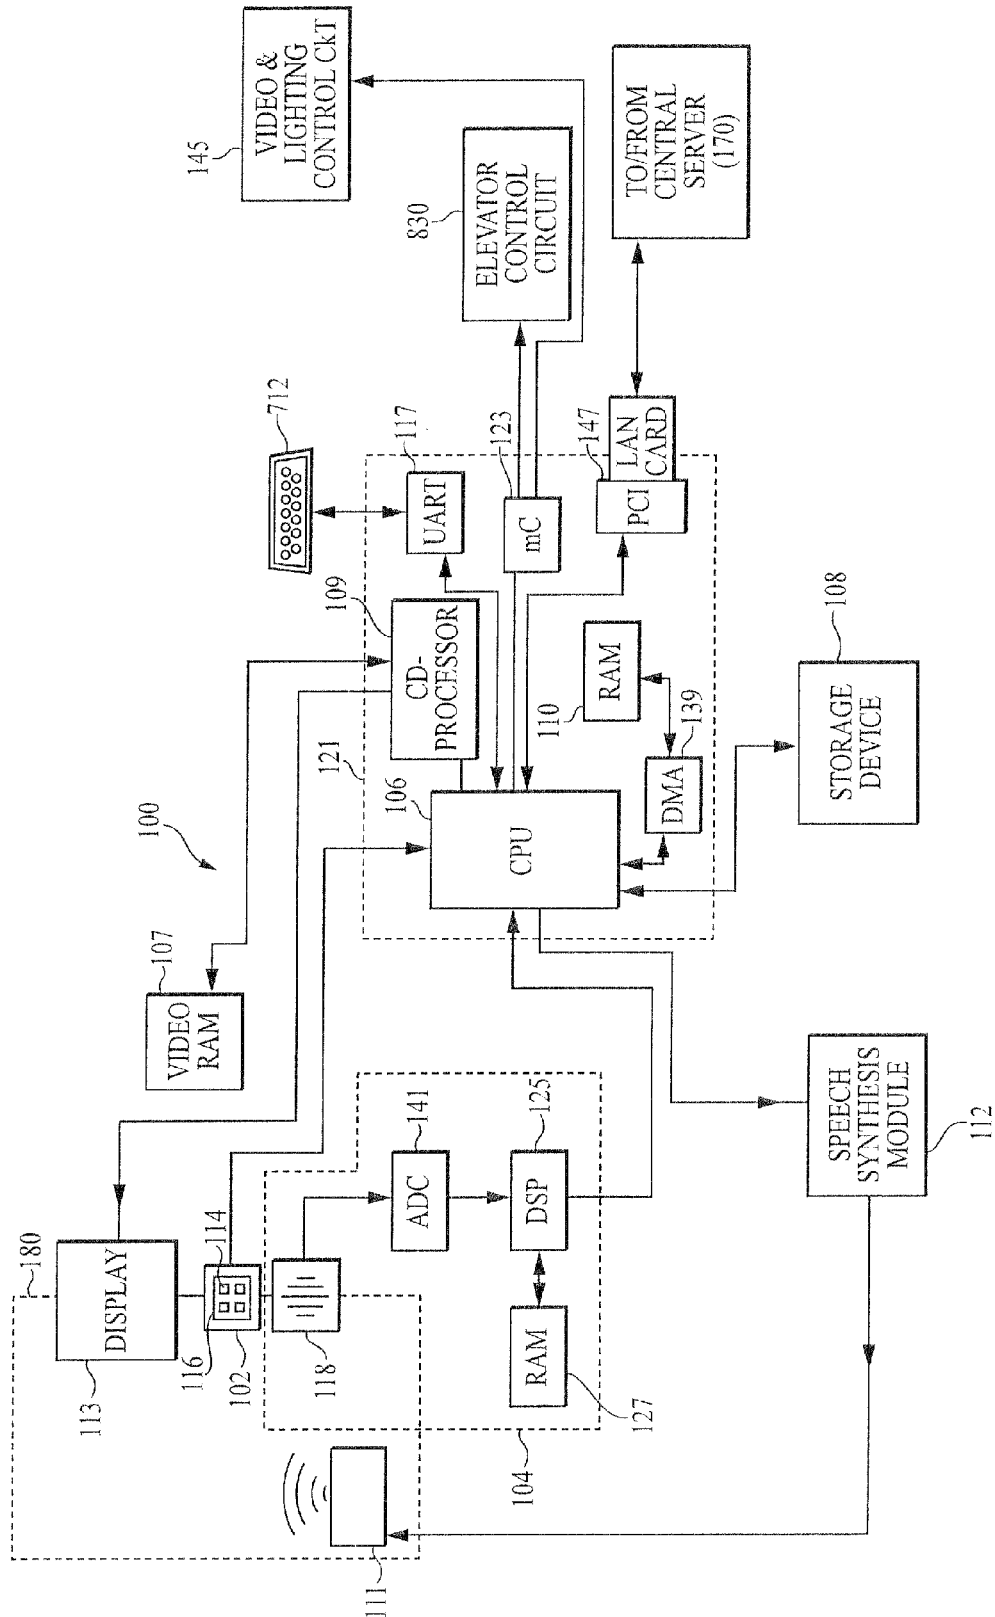 100
180
DISPLAY
113
116
114
102
118
111
104
ADC
141
DSP
125
RAM
127
VIDEO
RAM
107
121
CD-
PROCESSOR
109
CPU
106
UART
117
712
mC
123
RAM
110
DMA
139
PCI
LAN
CARD
147
VIDEO &
LIGHTING
CONTROL CKT
145
ELEVATOR
CONTROL
CIRCUIT
830
TO/FROM
CENTRAL
SERVER
(170)
STORAGE
DEVICE
108
SPEECH
SYNTHESIS
MODULE
112